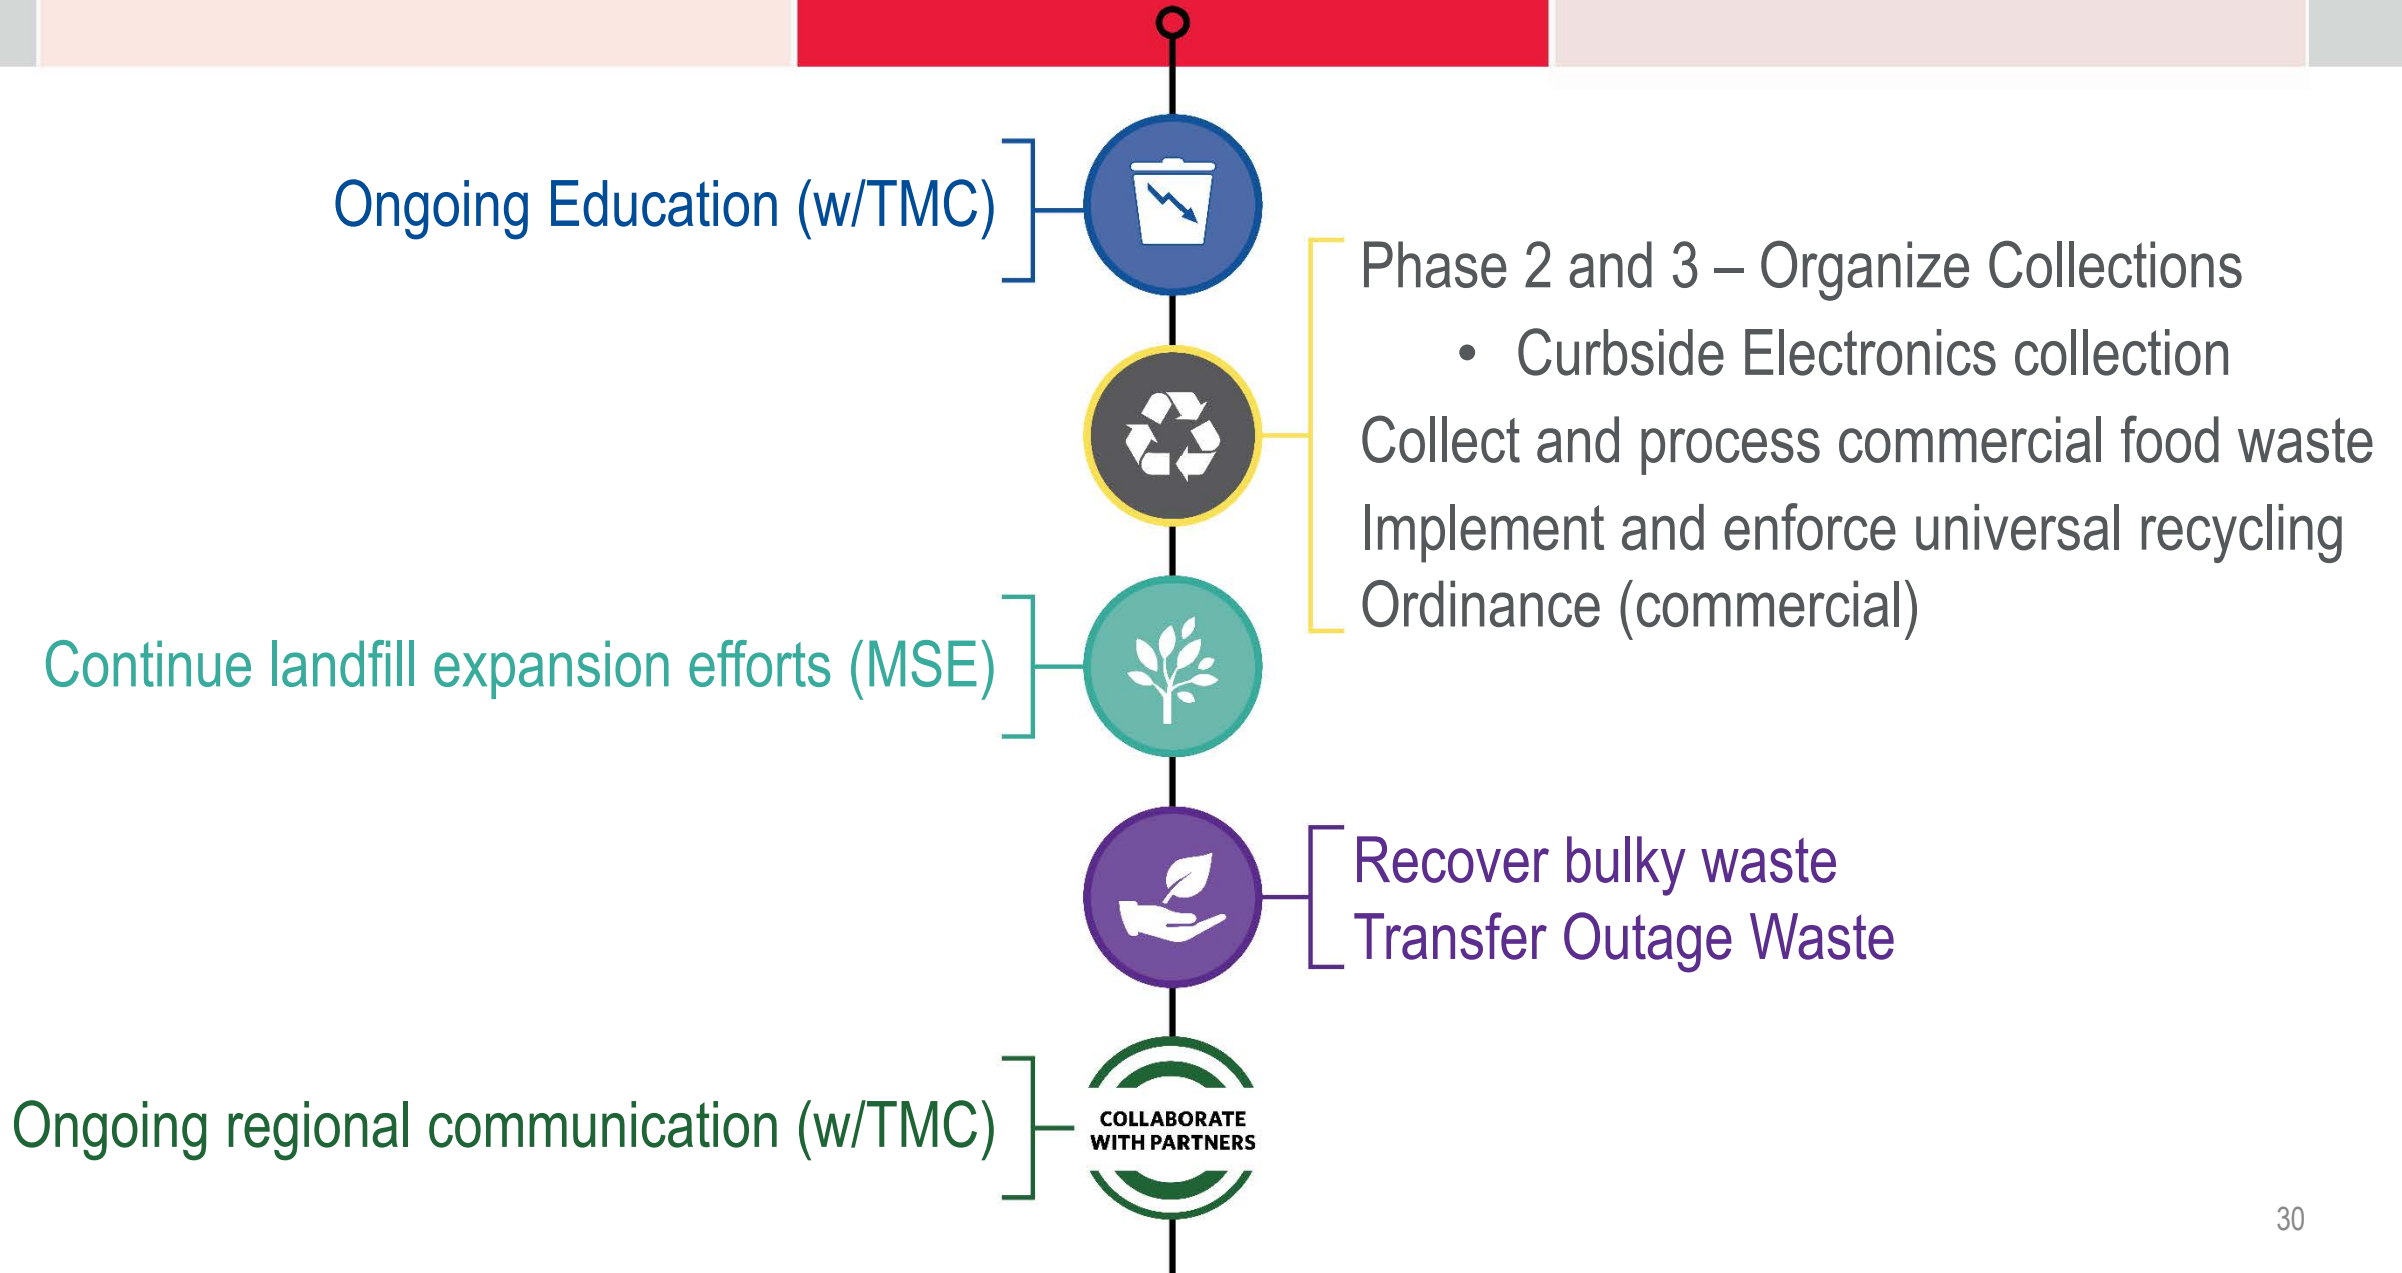 Ongoing Education (w/TMC)
Phase 2 and 3 – Organize Collections
• Curbside Electronics collection
Collect and process commercial food waste
Implement and enforce universal recycling
Ordinance (commercial)
Continue landfill expansion efforts (MSE)
Recover bulky waste
Transfer Outage Waste
Ongoing regional communication (w/TMC)
COLLABORATE
WITH PARTNERS
30